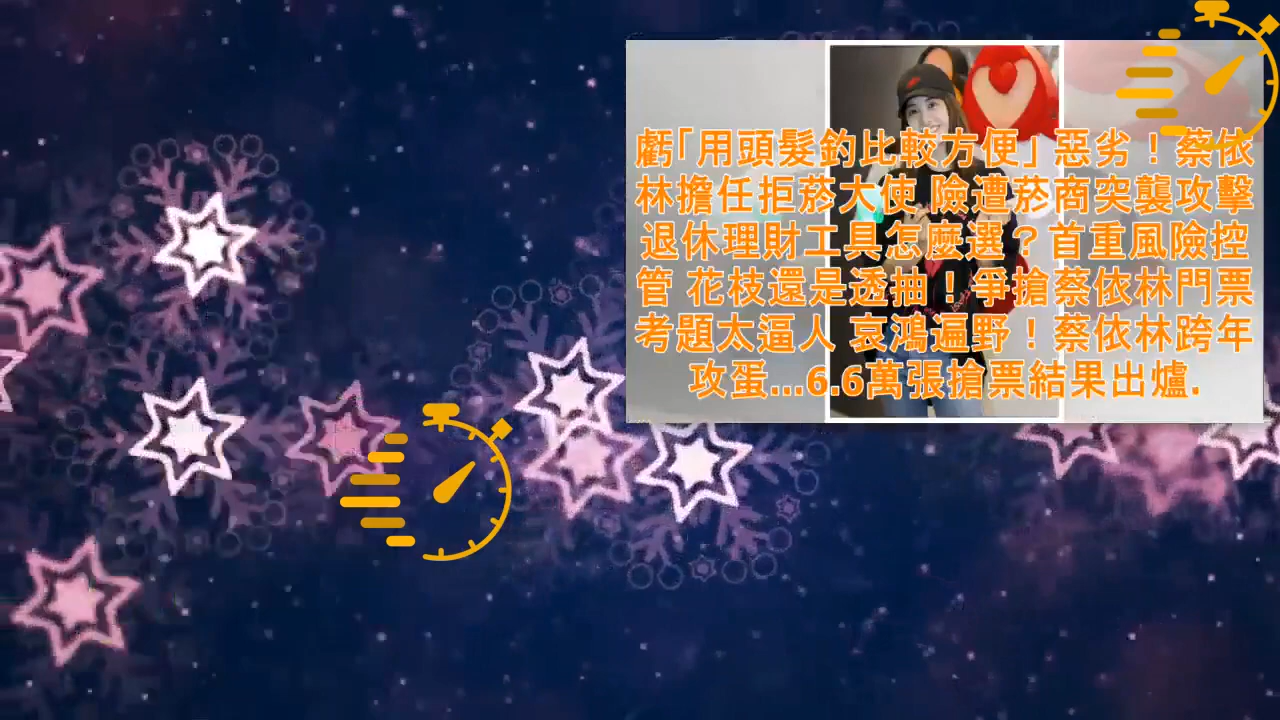 虧｢用頭髮釣比較方便｣ 惡劣！蔡依
林擔任拒菸大使 險遭菸商突襲攻擊
退休理財工具怎麼選？首重風險控
管 花枝還是透抽！爭搶蔡依林門票
考題太逼人 哀鴻遍野！蔡依林跨年
攻蛋...6.6萬張搶票結果出爐.